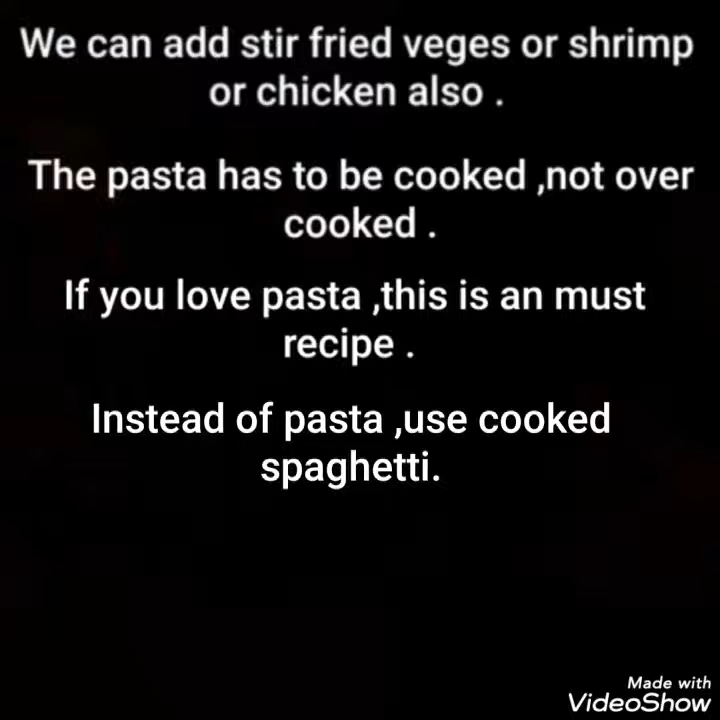 We can add stir fried veges or shrimp
or chicken also .
The pasta has to be cooked ,not over
cooked .
If you love pasta ,this is an must
recipe .
Instead of pasta ,use cooked
spaghetti.
Made with
VideoShow